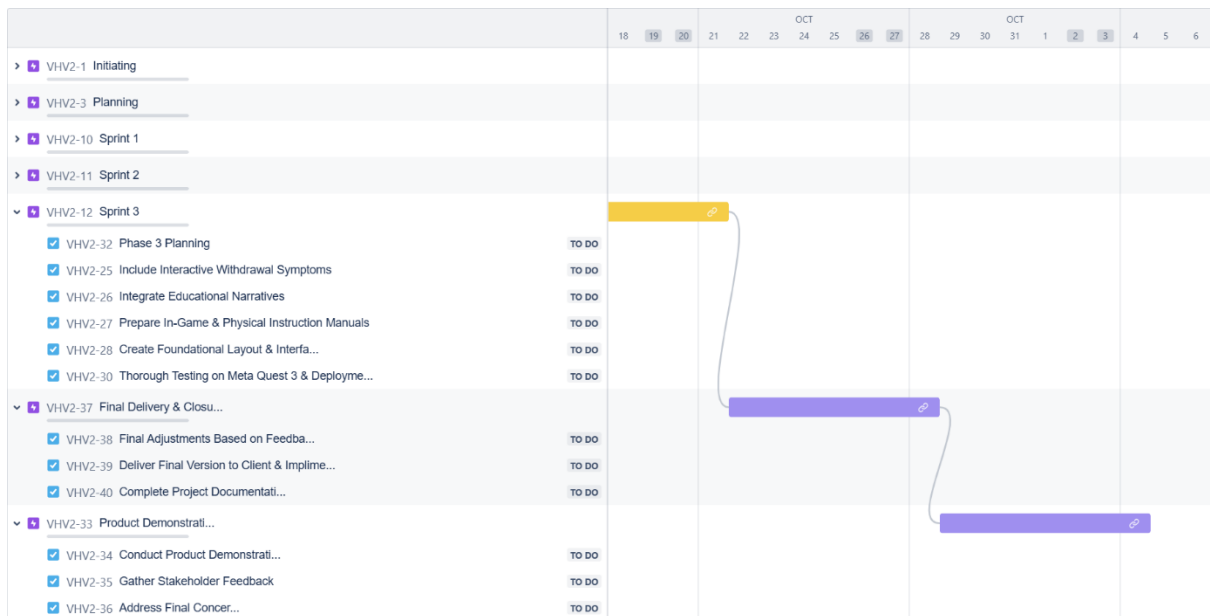 OCT OCT
18 19 20 21 22 23 24 25 26 27 28 29 30 31 1 2 3 4 5 6
VHV2-1 Initiating
VHV2-3 Planning
VHV2-10 Sprint 1
VHV2-11 Sprint 2
VHV2-12 Sprint 3
VHV2-32 Phase 3 Planning TO DO
VHV2-25 Include Interactive Withdrawal Symptoms TO DO
VHV2-26 Integrate Educational Narratives TO DO
VHV2-27 Prepare In-Game & Physical Instruction Manuals TO DO
VHV2-28 Create Foundational Layout & Interfa... TO DO
VHV2-30 Thorough Testing on Meta Quest 3 & Deployme... TO DO
VHV2-37 Final Delivery & Closu...
VHV2-38 Final Adjustments Based on Feedba... TO DO
VHV2-39 Deliver Final Version to Client & Implime... TO DO
VHV2-40 Complete Project Documentati... TO DO
VHV2-33 Product Demonstrati...
VHV2-34 Conduct Product Demonstrati... TO DO
VHV2-35 Gather Stakeholder Feedback TO DO
VHV2-36 Address Final Concer... TO DO